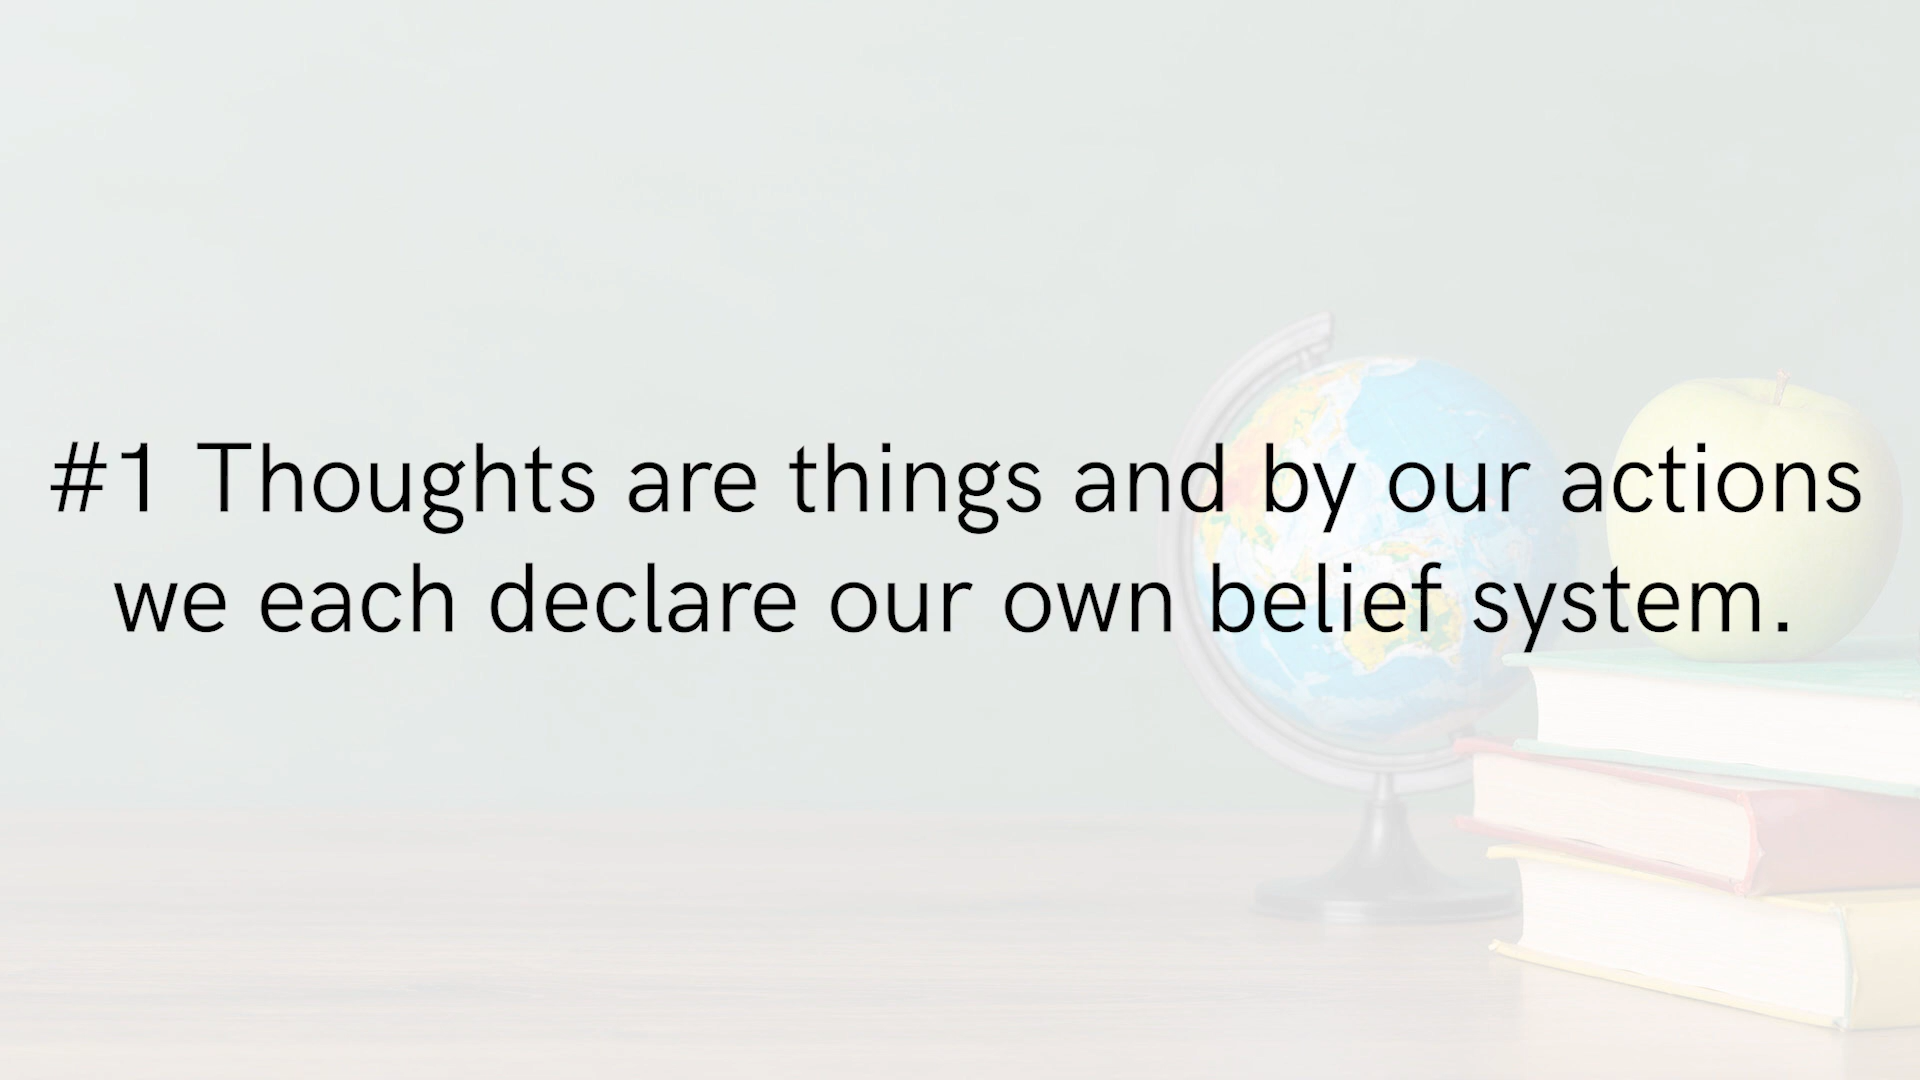 #1 Thoughts are things and by our actions
we each declare our own belief system.